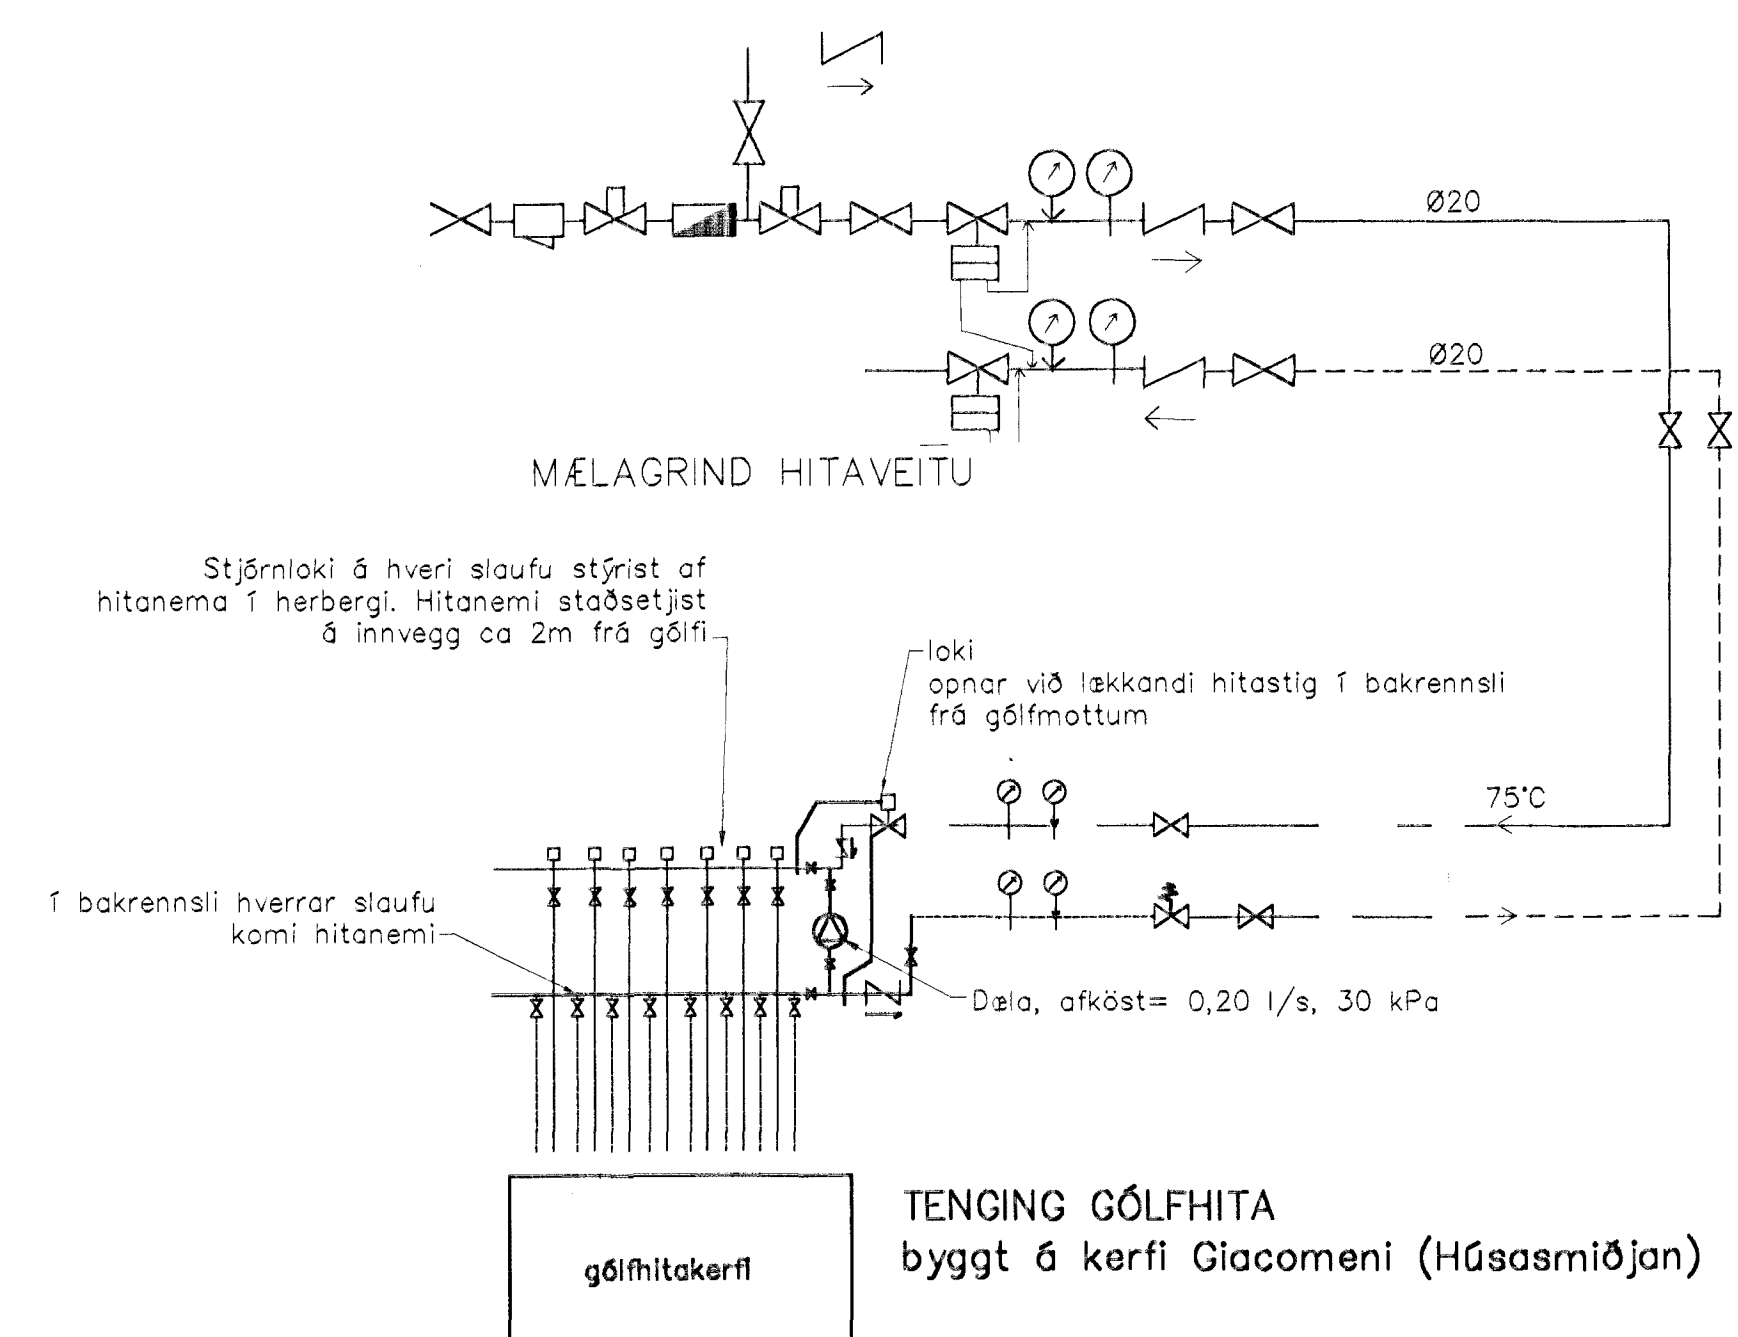 Ø20
Ø20
MÆLAGRIND HITAVEITU
Stjórnloki á hveri slaufu stýrist af
hitanema í herbergi. Hitanemi staðsetjist
á innvegg ca 2m frá gólfi
loki
opnar við lækkandi hitastig í bakrennsli
frá gólfmottum
75°C
í bakrennsli hverrar slaufu
komi hitanemi
Dæla, afköst= 0,20 l/s, 30 kPa
TENGING GÓLFHITA
byggt á kerfi Giacomeni (Húsasmiðjan)
gólfhitakerfi